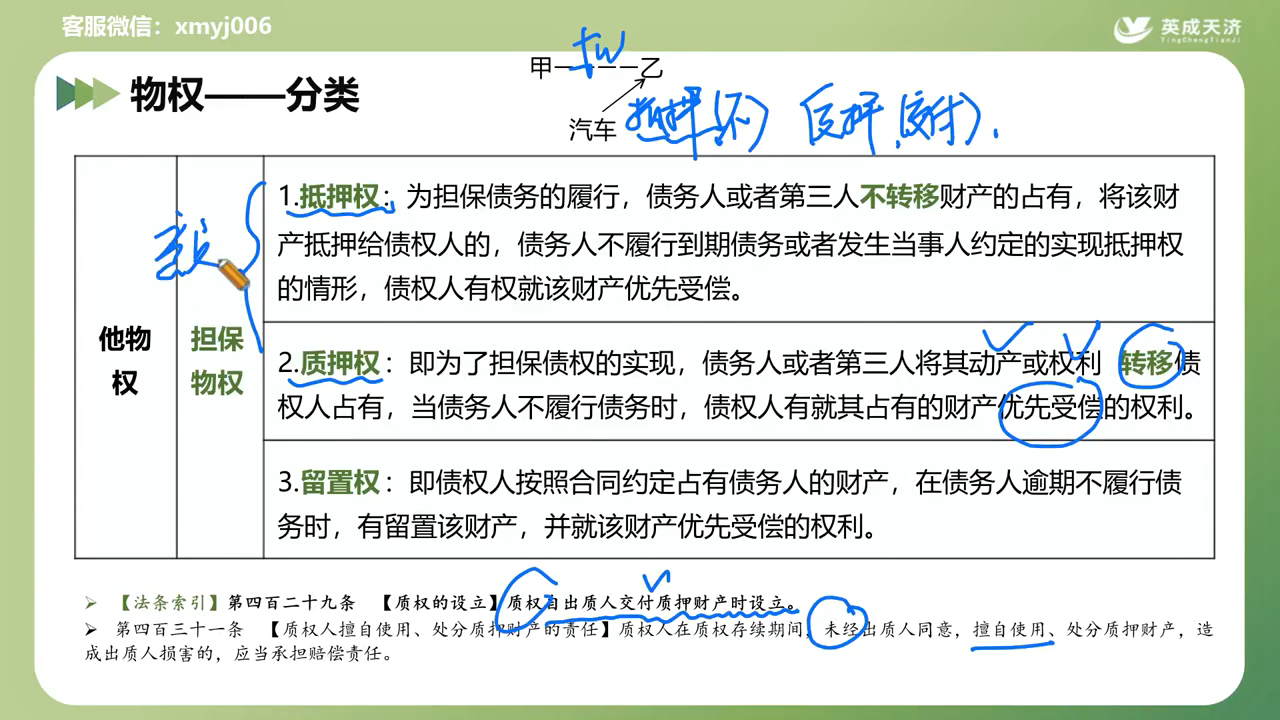 客服微信：xmyj006
英成天济
YingChengTianJi
物权——分类
甲————乙
5w
汽车
抵押（不）
质押（交付）.
1.抵押权：为担保债务的履行，债务人或者第三人不转移财产的占有，将该财
产抵押给债权人的，债务人不履行到期债务或者发生当事人约定的实现抵押权
的情形，债权人有权就该财产优先受偿。
他物
权
担保
物权
2.质押权：即为了担保债权的实现，债务人或者第三人将其动产或权利 转移债
权人占有，当债务人不履行债务时，债权人有就其占有的财产优先受偿的权利。
3.留置权：即债权人按照合同约定占有债务人的财产，在债务人逾期不履行债
务时，有留置该财产，并就该财产优先受偿的权利。
【法条索引】第四百二十九条 【质权的设立】质权自出质人交付质押财产时设立。
第四百三十一条 【质权人擅自使用、处分质押财产的责任】质权人在质权存续期间，未经出质人同意，擅自使用、处分质押财产，造
成出质人损害的，应当承担赔偿责任。